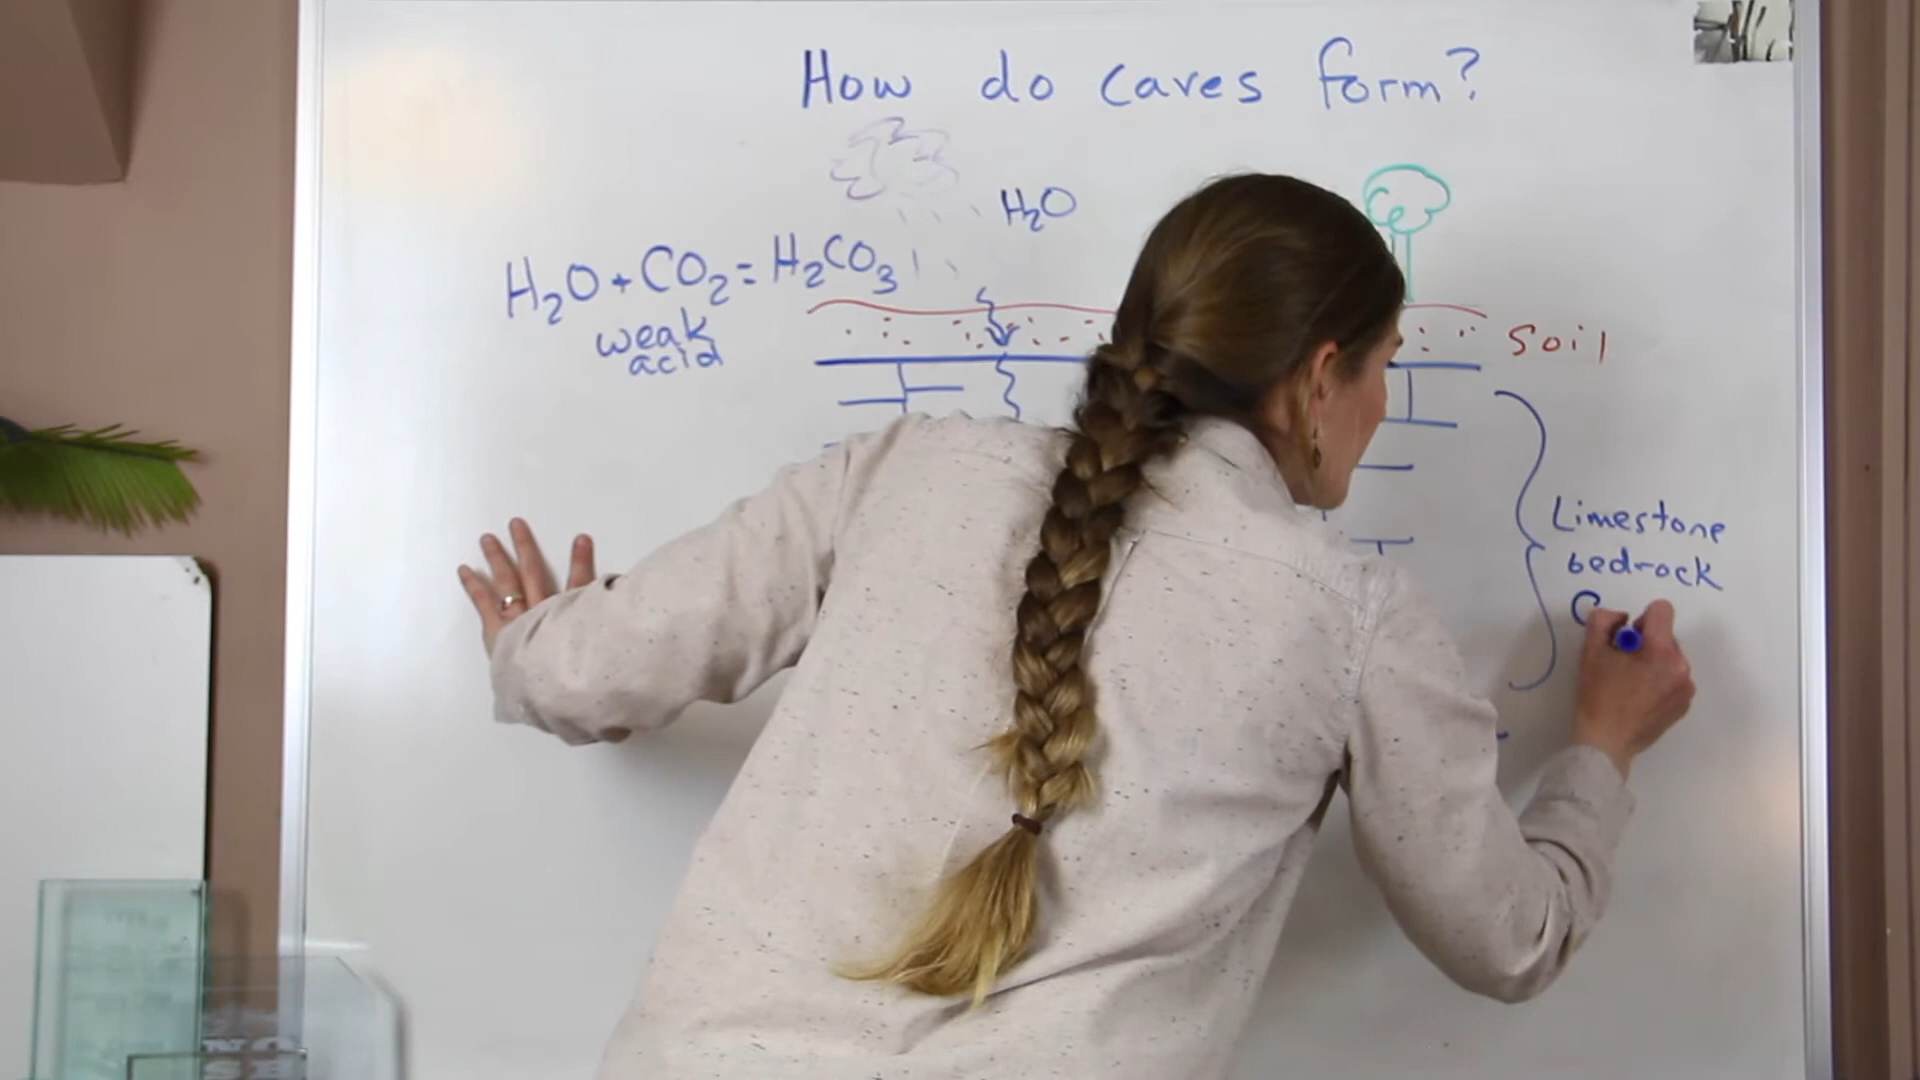 How do caves form?
H₂O
H₂O + CO₂ = H₂CO₃
weak
acid
Soil
Limestone
bedrock
C